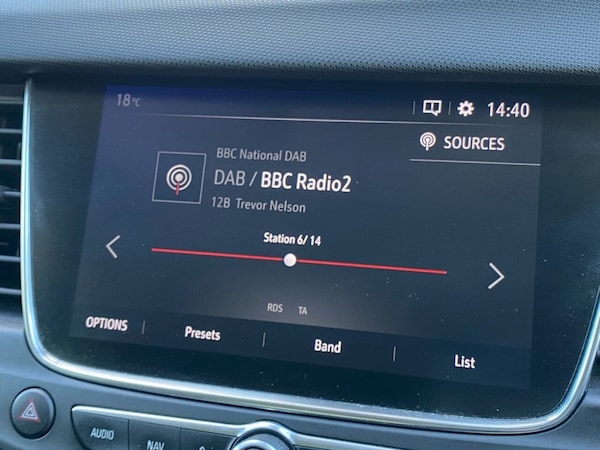 18°C
14:40
SOURCES
BBC National DAB
DAB / BBC Radio2
12B Trevor Nelson
Station 6/ 14
RDS TA
OPTIONS Presets Band List
AUDIO NAV